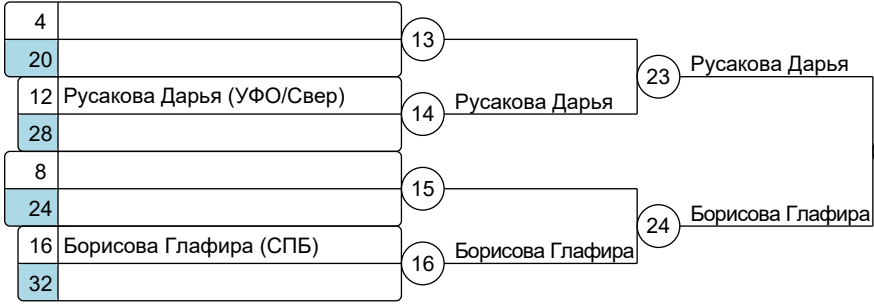 4
13
20
23 Русакова Дарья
12 Русакова Дарья (УФО/Свер)
14 Русакова Дарья
28
8
15
24
24 Борисова Глафира
16 Борисова Глафира (СПБ)
16 Борисова Глафира
32